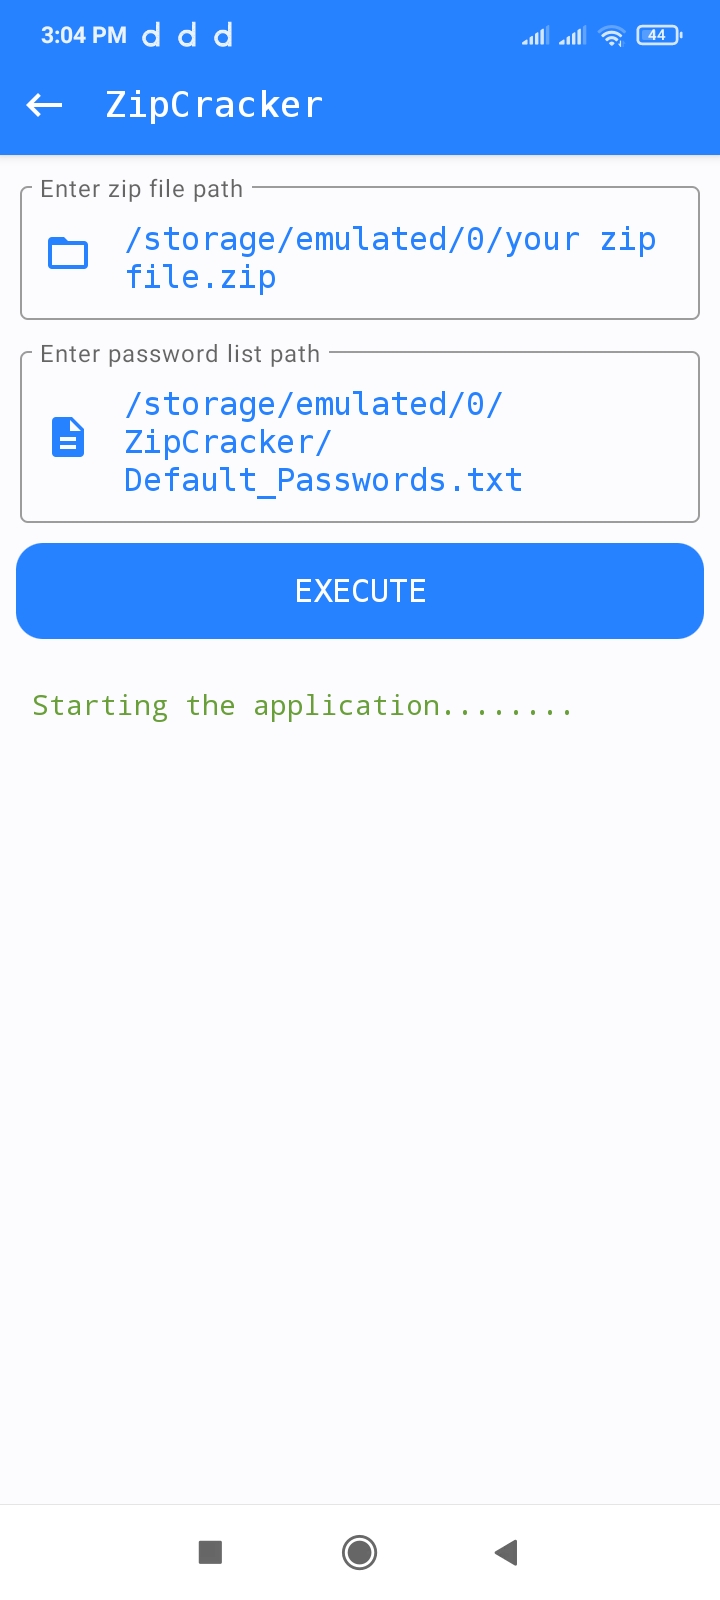 3:04 PM d d d 44
ZipCracker
Enter zip file path
/storage/emulated/0/your zip
file.zip
Enter password list path
/storage/emulated/0/
ZipCracker/
Default_Passwords.txt
EXECUTE
Starting the application........